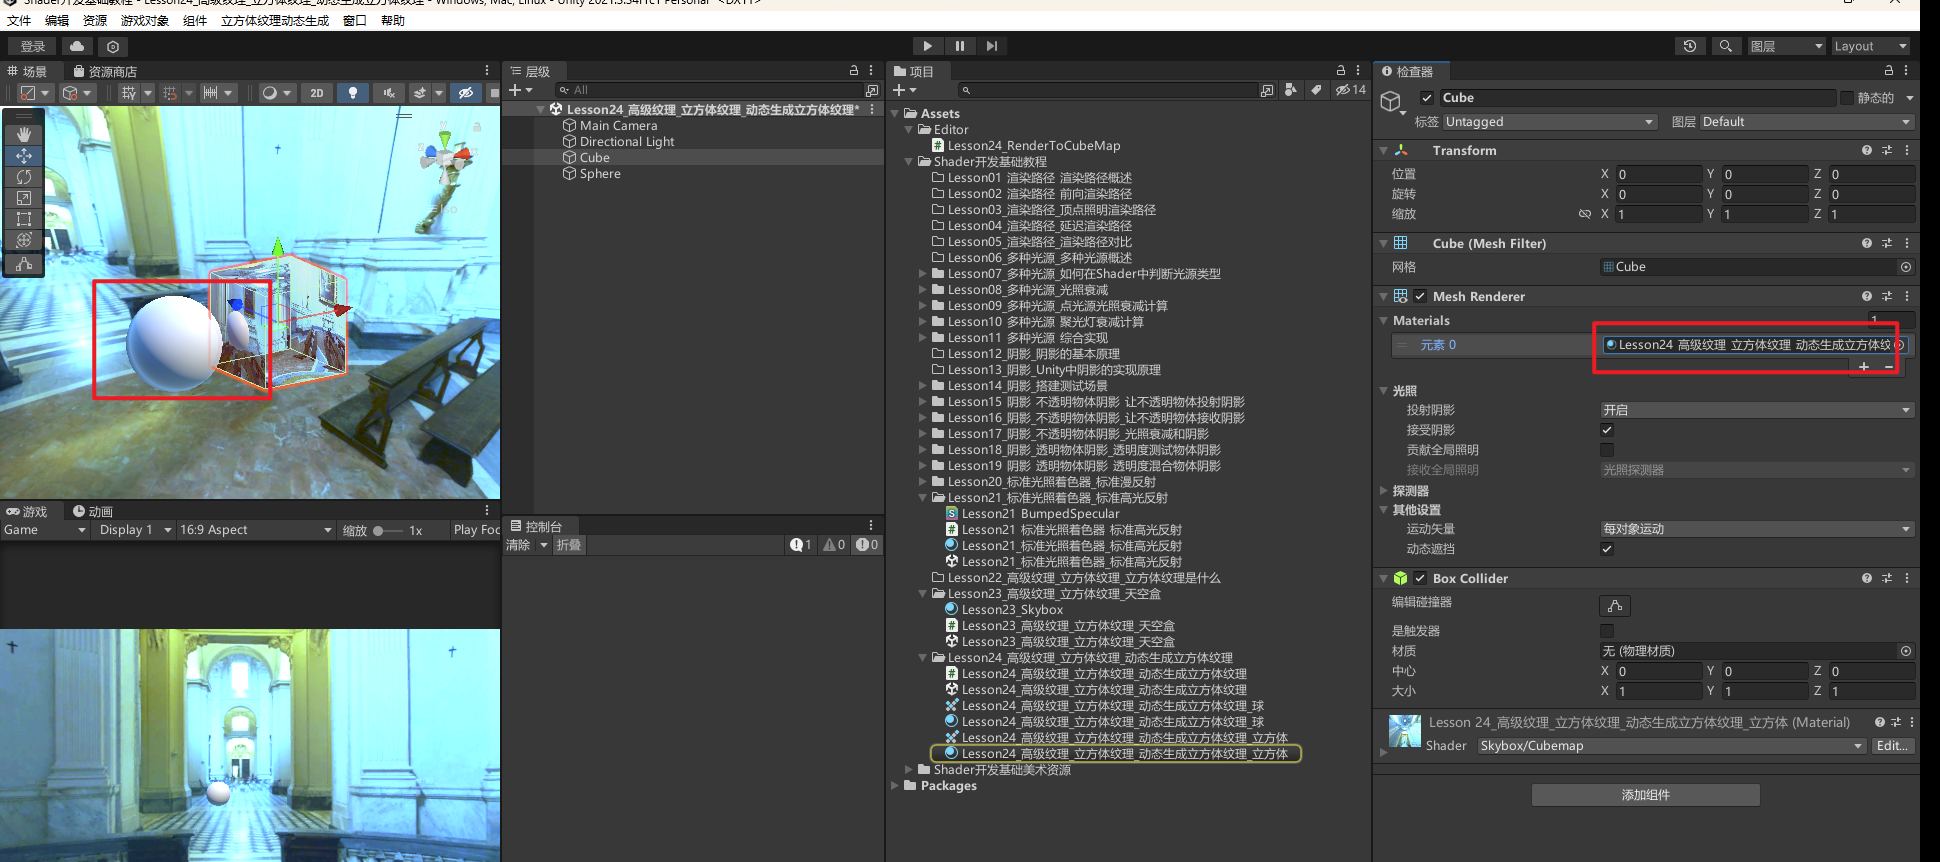 Shader开发基础教程 - Lesson24_高级纹理_立方体纹理_动态生成立方体纹理 - Windows, Mac, Linux - Unity 2021.3.34f1c1 Personal <DX11>
文件 编辑 资源 游戏对象 组件 立方体纹理动态生成 窗口 帮助
登录
图层
Layout
场景
资源商店
2D
Iso
游戏
动画
Game
Display 1
16:9 Aspect
缩放
1x
Play Foc
层级
All
Lesson24_高级纹理_立方体纹理_动态生成立方体纹理*
Main Camera
Directional Light
Cube
Sphere
控制台
清除
折叠
1
0
0
项目
14
Assets
Editor
Lesson24_RenderToCubeMap
Shader开发基础教程
Lesson01_渲染路径_渲染路径概述
Lesson02_渲染路径_前向渲染路径
Lesson03_渲染路径_顶点照明渲染路径
Lesson04_渲染路径_延迟渲染路径
Lesson05_渲染路径_渲染路径对比
Lesson06_多种光源_多种光源概述
Lesson07_多种光源_如何在Shader中判断光源类型
Lesson08_多种光源_光照衰减
Lesson09_多种光源_点光源光照衰减计算
Lesson10_多种光源_聚光灯衰减计算
Lesson11_多种光源_综合实现
Lesson12_阴影_阴影的基本原理
Lesson13_阴影_Unity中阴影的实现原理
Lesson14_阴影_搭建测试场景
Lesson15_阴影_不透明物体阴影_让不透明物体投射阴影
Lesson16_阴影_不透明物体阴影_让不透明物体接收阴影
Lesson17_阴影_不透明物体阴影_光照衰减和阴影
Lesson18_阴影_透明物体阴影_透明度测试物体阴影
Lesson19_阴影_透明物体阴影_透明度混合物体阴影
Lesson20_标准光照着色器_标准漫反射
Lesson21_标准光照着色器_标准高光反射
Lesson21_BumpedSpecular
Lesson21_标准光照着色器_标准高光反射
Lesson21_标准光照着色器_标准高光反射
Lesson21_标准光照着色器_标准高光反射
Lesson22_高级纹理_立方体纹理_立方体纹理是什么
Lesson23_高级纹理_立方体纹理_天空盒
Lesson23_Skybox
Lesson23_高级纹理_立方体纹理_天空盒
Lesson23_高级纹理_立方体纹理_天空盒
Lesson24_高级纹理_立方体纹理_动态生成立方体纹理
Lesson24_高级纹理_立方体纹理_动态生成立方体纹理
Lesson24_高级纹理_立方体纹理_动态生成立方体纹理
Lesson24_高级纹理_立方体纹理_动态生成立方体纹理_球
Lesson24_高级纹理_立方体纹理_动态生成立方体纹理_球
Lesson24_高级纹理_立方体纹理_动态生成立方体纹理_立方体
Lesson24_高级纹理_立方体纹理_动态生成立方体纹理_立方体
Shader开发基础美术资源
Packages
检查器
Cube
静态的
标签 Untagged
图层 Default
Transform
位置 X 0 Y 0 Z 0
旋转 X 0 Y 0 Z 0
缩放 X 1 Y 1 Z 1
Cube (Mesh Filter)
网格 Cube
Mesh Renderer
Materials 1
元素 0 Lesson24_高级纹理_立方体纹理_动态生成立方体纹
光照
投射阴影 开启
接受阴影
贡献全局照明
接收全局照明 光照探测器
探测器
其他设置
运动矢量 每对象运动
动态遮挡
Box Collider
编辑碰撞器
是触发器
材质 无 (物理材质)
中心 X 0 Y 0 Z 0
大小 X 1 Y 1 Z 1
Lesson 24_高级纹理_立方体纹理_动态生成立方体纹理_立方体 (Material)
Shader Skybox/Cubemap Edit...
添加组件